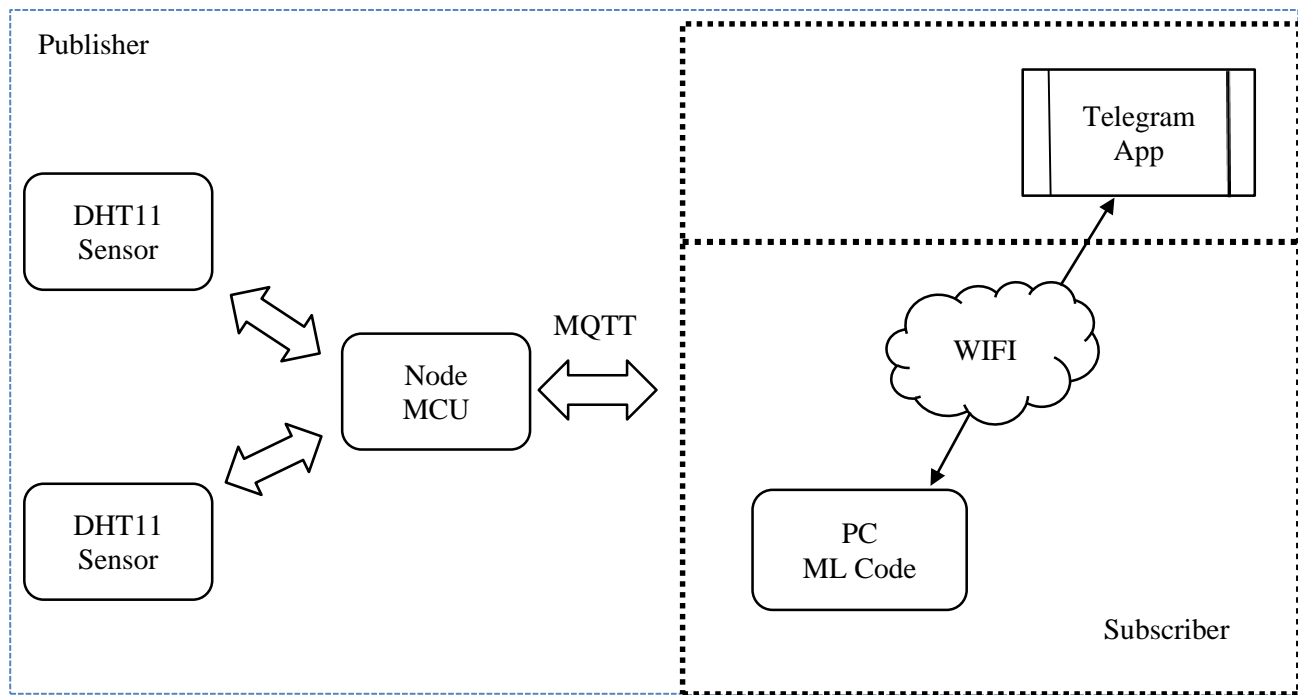 Publisher
Telegram
App
DHT11
Sensor
MQTT
Node
MCU
WIFI
DHT11
Sensor
PC
ML Code
Subscriber